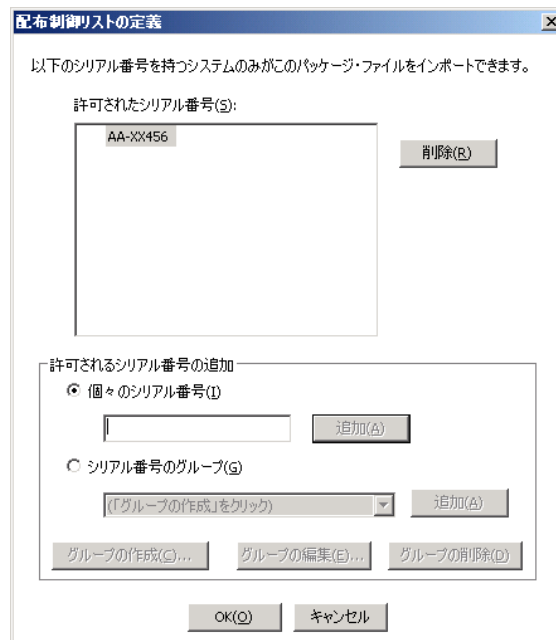 配布制御リストの定義
以下のシリアル番号を持つシステムのみがこのパッケージ・ファイルをインポートできます。
許可されたシリアル番号(S):
AA-XX456
削除(R)
許可されるシリアル番号の追加
個々のシリアル番号(I)
追加(A)
シリアル番号のグループ(G)
(「グループの作成」をクリック)
追加(A)
グループの作成(C)...
グループの編集(E)...
グループの削除(D)
OK(O)
キャンセル